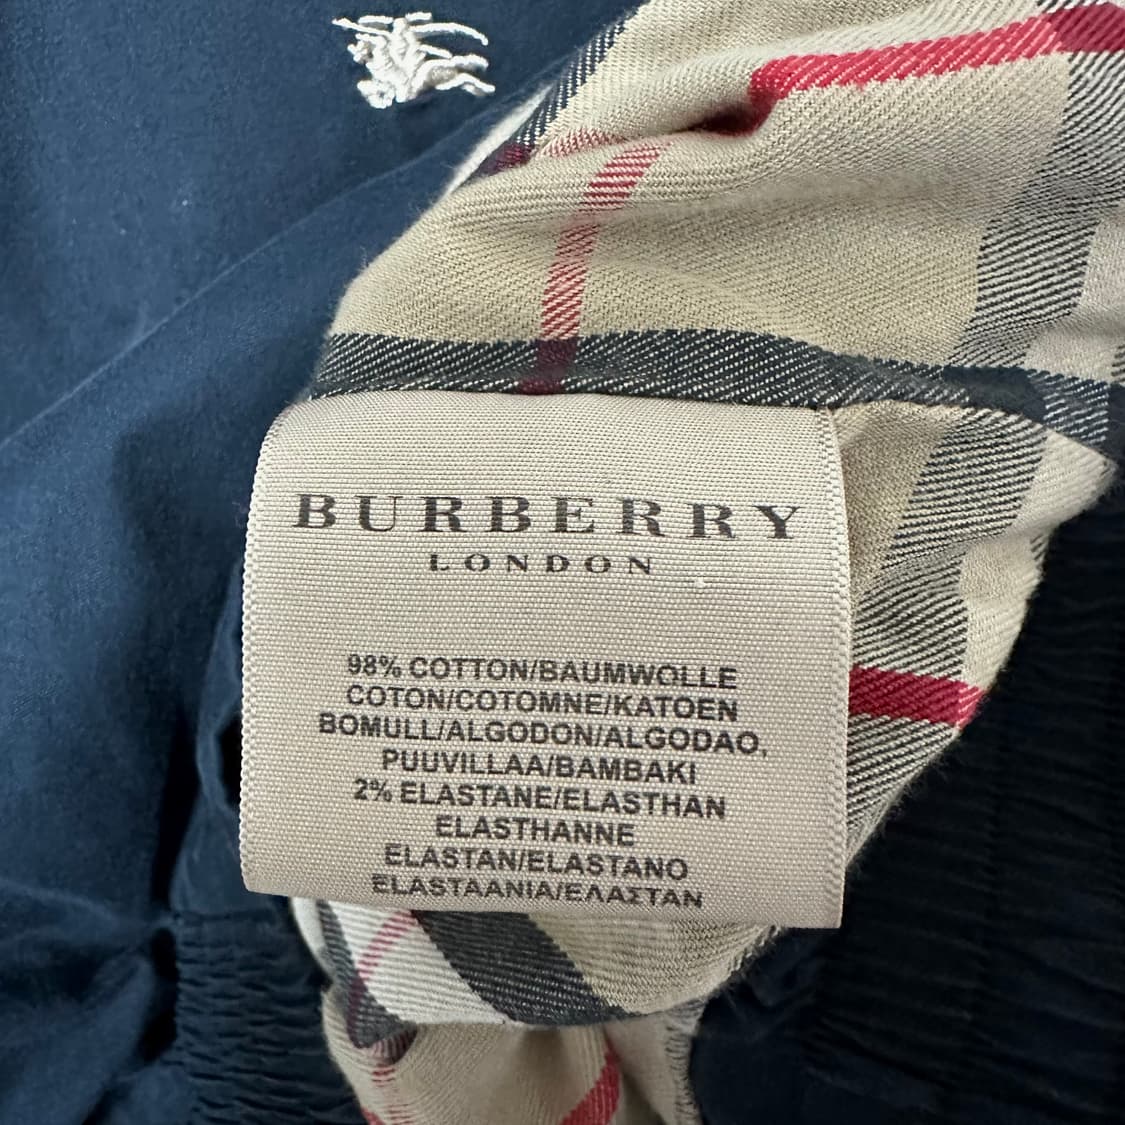 BURBERRY
LONDON
98% COTTON/BAUMWOLLE
COTON/COTOMNE/KATOEN
BOMULL/ALGODON/ALGODAO,
PUUVILLAA/BAMBAKI
2% ELASTANE/ELASTHAN
ELASTHANNE
ELASTAN/ELASTANO
ELASTAANIA/ΕΛΑΣΤΑΝ